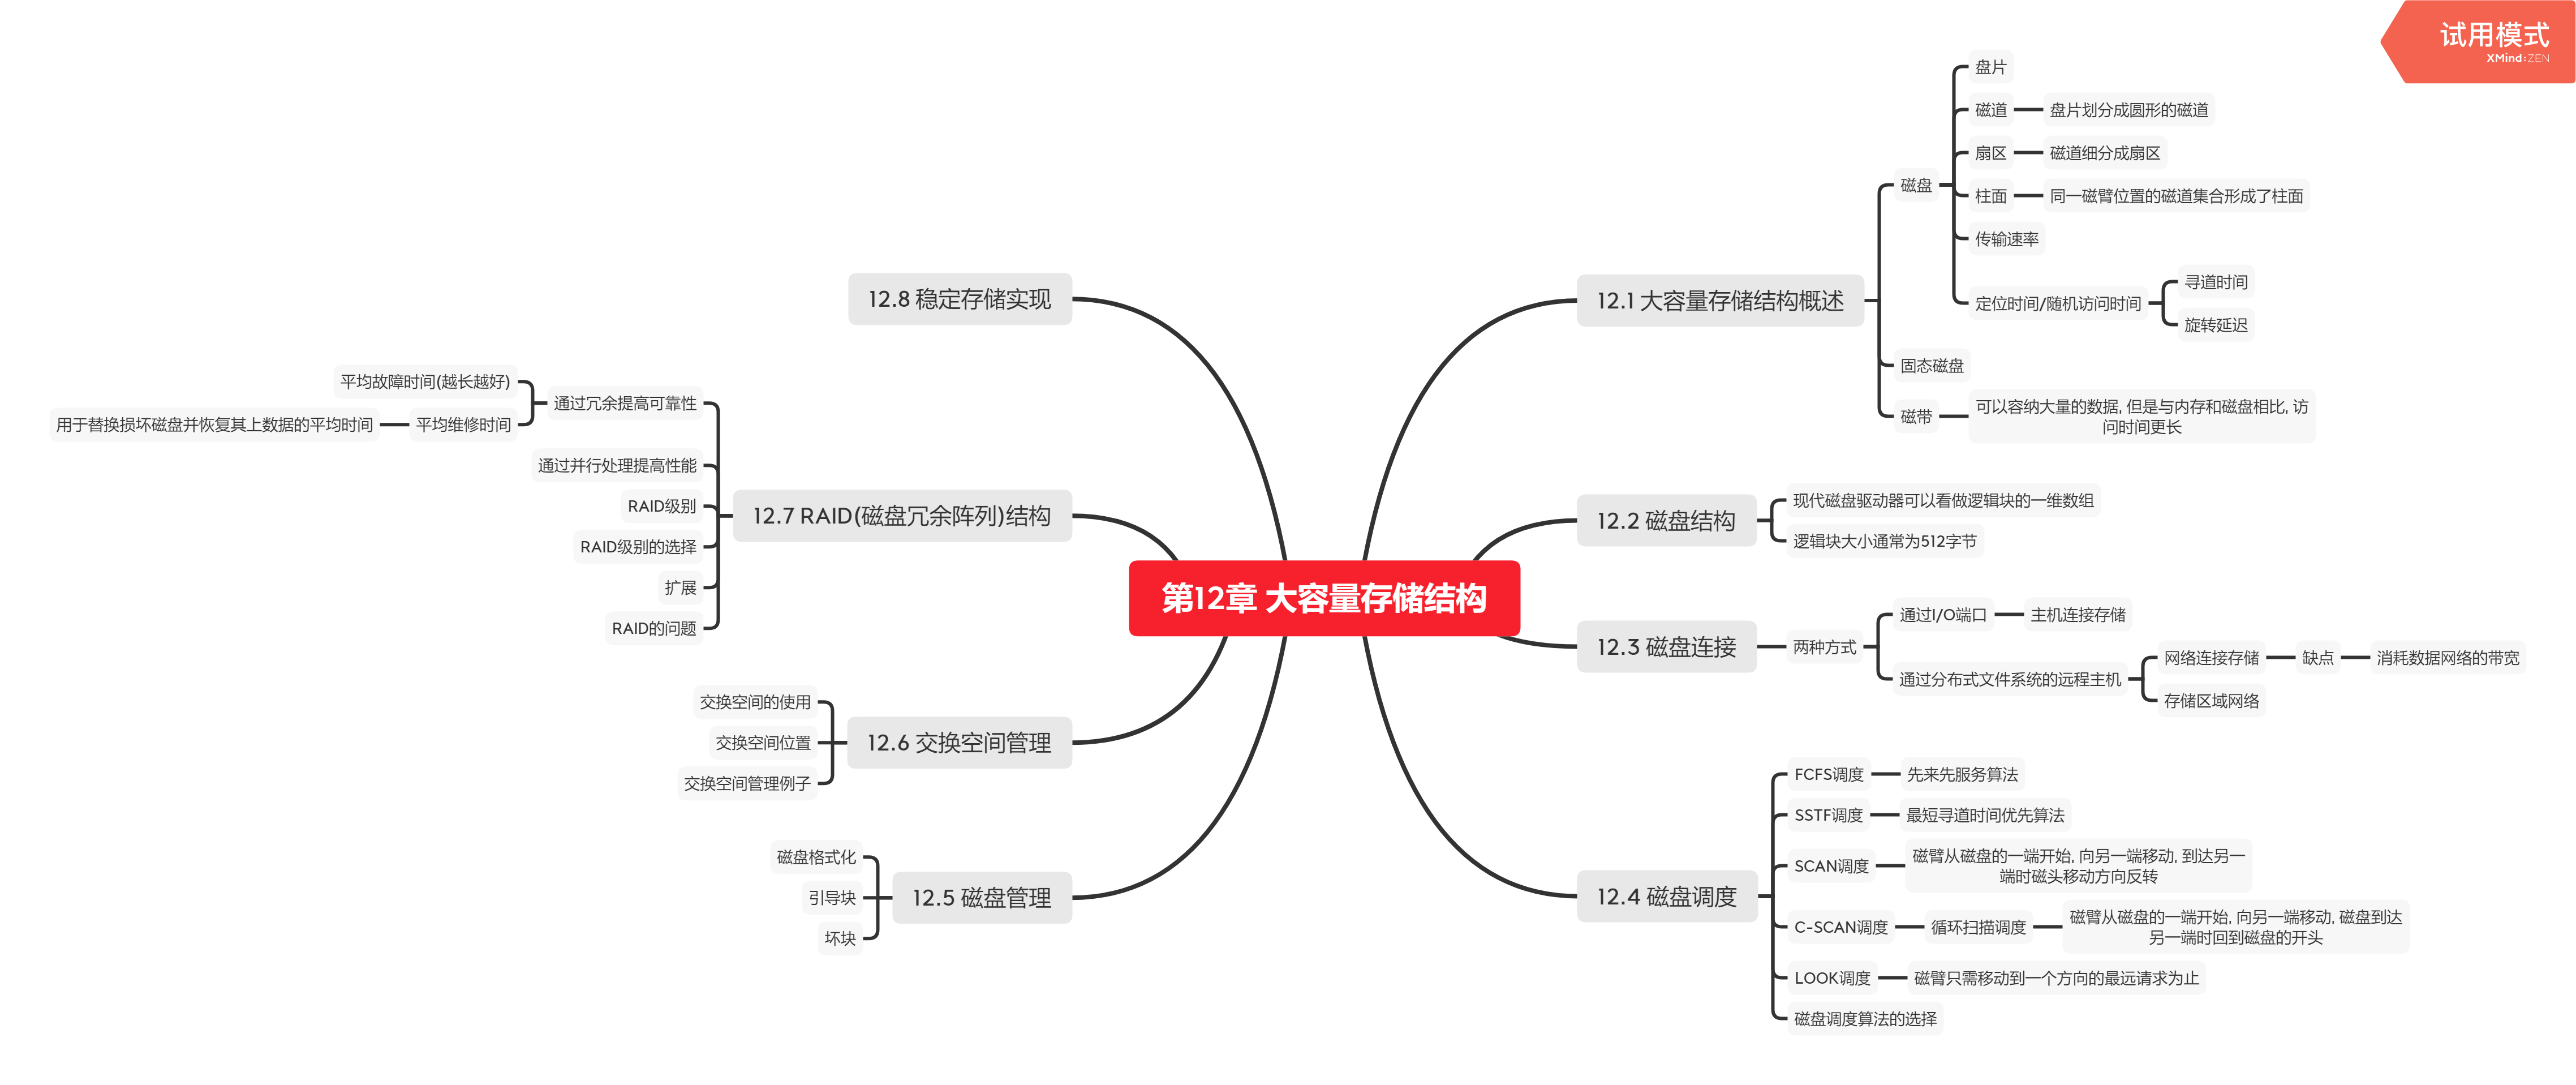 试用模式
XMind:ZEN
第12章 大容量存储结构
12.1 大容量存储结构概述
磁盘
盘片
磁道
盘片划分成圆形的磁道
扇区
磁道细分成扇区
柱面
同一磁臂位置的磁道集合形成了柱面
传输速率
定位时间/随机访问时间
寻道时间
旋转延迟
固态磁盘
磁带
可以容纳大量的数据, 但是与内存和磁盘相比, 访
问时间更长
12.2 磁盘结构
现代磁盘驱动器可以看做逻辑块的一维数组
逻辑块大小通常为512字节
12.3 磁盘连接
两种方式
通过I/O端口
主机连接存储
通过分布式文件系统的远程主机
网络连接存储
缺点
消耗数据网络的带宽
存储区域网络
12.4 磁盘调度
FCFS调度
先来先服务算法
SSTF调度
最短寻道时间优先算法
SCAN调度
磁臂从磁盘的一端开始, 向另一端移动, 到达另一
端时磁头移动方向反转
C-SCAN调度
循环扫描调度
磁臂从磁盘的一端开始, 向另一端移动, 磁盘到达
另一端时回到磁盘的开头
LOOK调度
磁臂只需移动到一个方向的最远请求为止
磁盘调度算法的选择
12.5 磁盘管理
磁盘格式化
引导块
坏块
12.6 交换空间管理
交换空间的使用
交换空间位置
交换空间管理例子
12.7 RAID(磁盘冗余阵列)结构
通过冗余提高可靠性
平均故障时间(越长越好)
平均维修时间
用于替换损坏磁盘并恢复其上数据的平均时间
通过并行处理提高性能
RAID级别
RAID级别的选择
扩展
RAID的问题
12.8 稳定存储实现